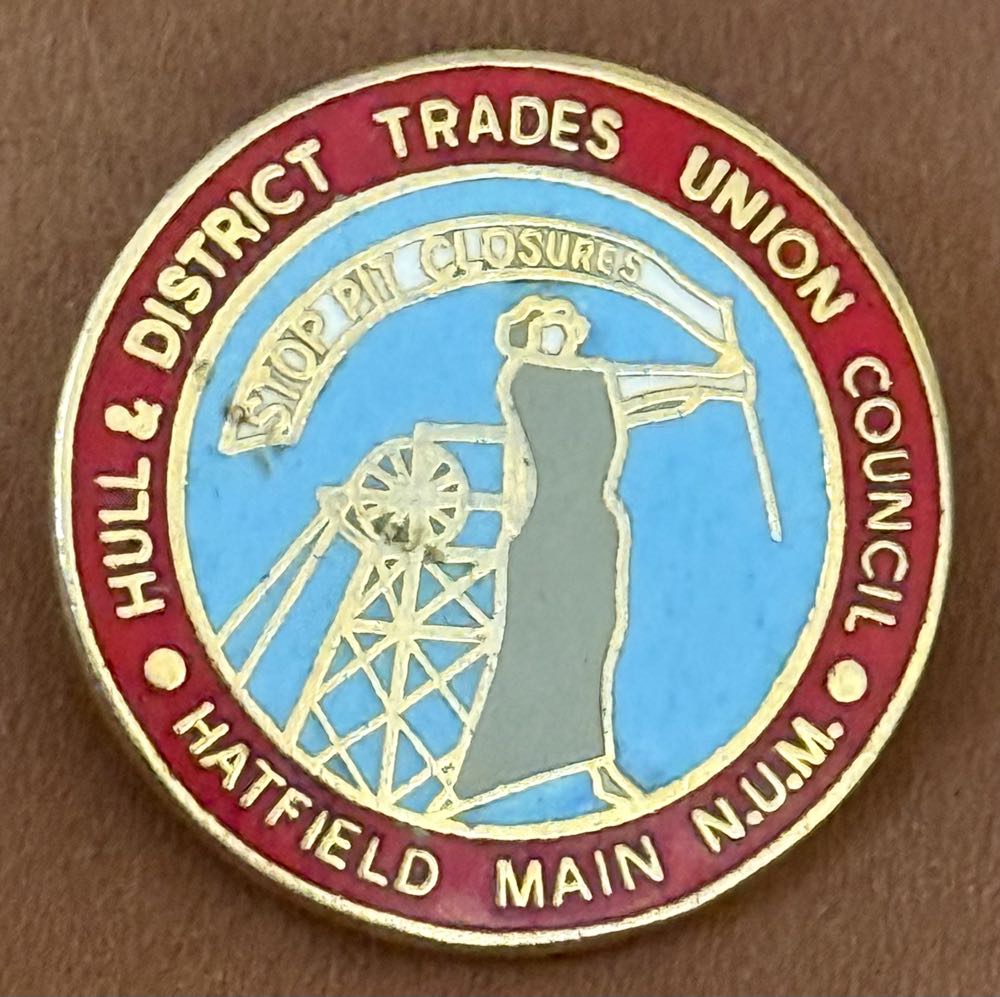 HULL & DISTRICT TRADES UNION COUNCIL
STOP PIT CLOSURES
HATFIELD MAIN N.U.M.